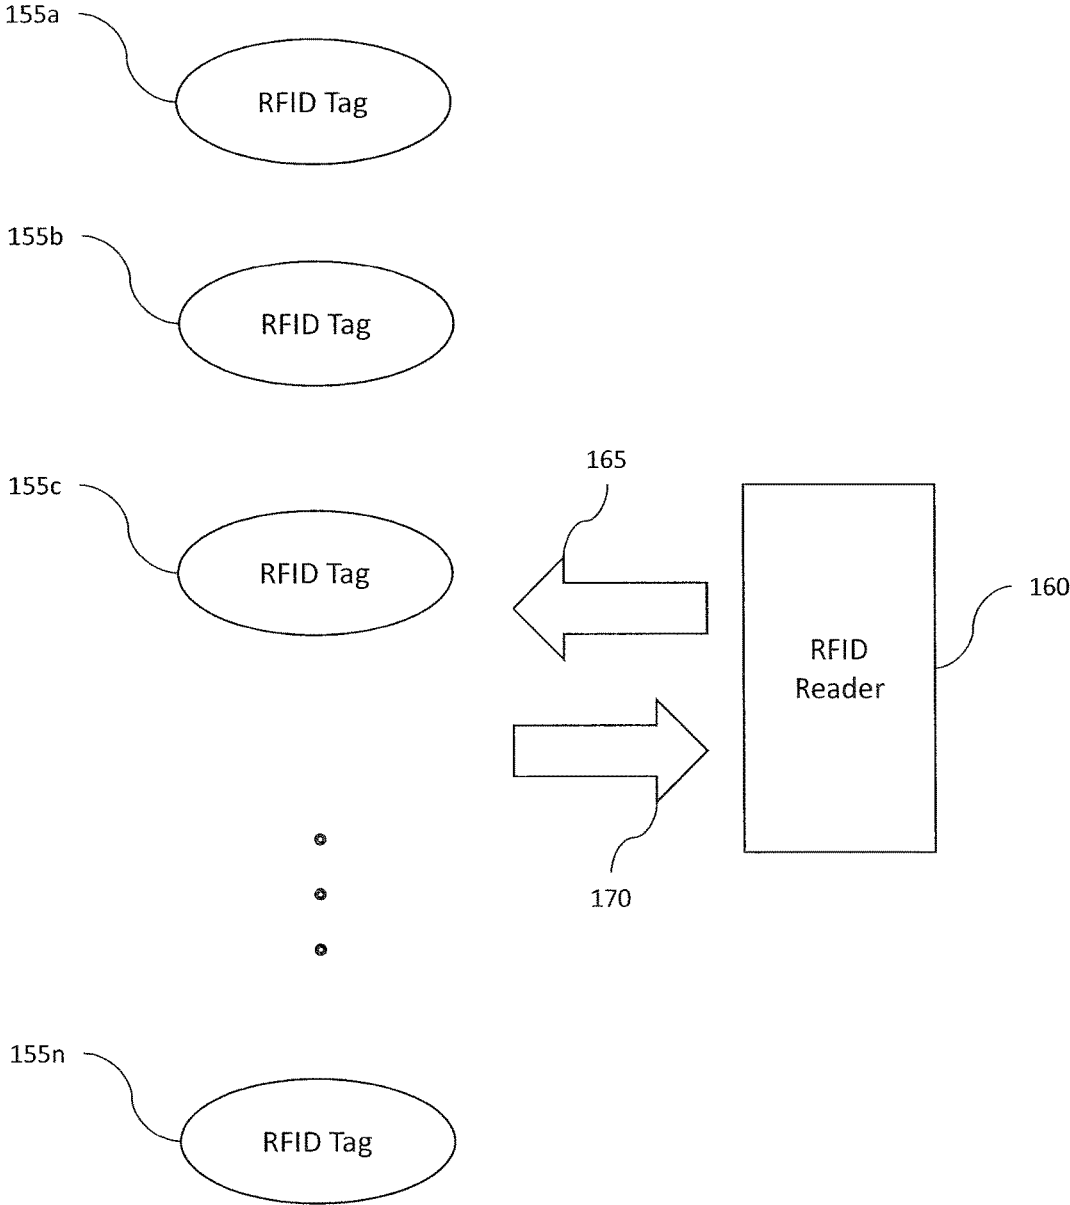 155a
RFID Tag
155b
RFID Tag
155c
RFID Tag
165
160
RFID
Reader
170
155n
RFID Tag